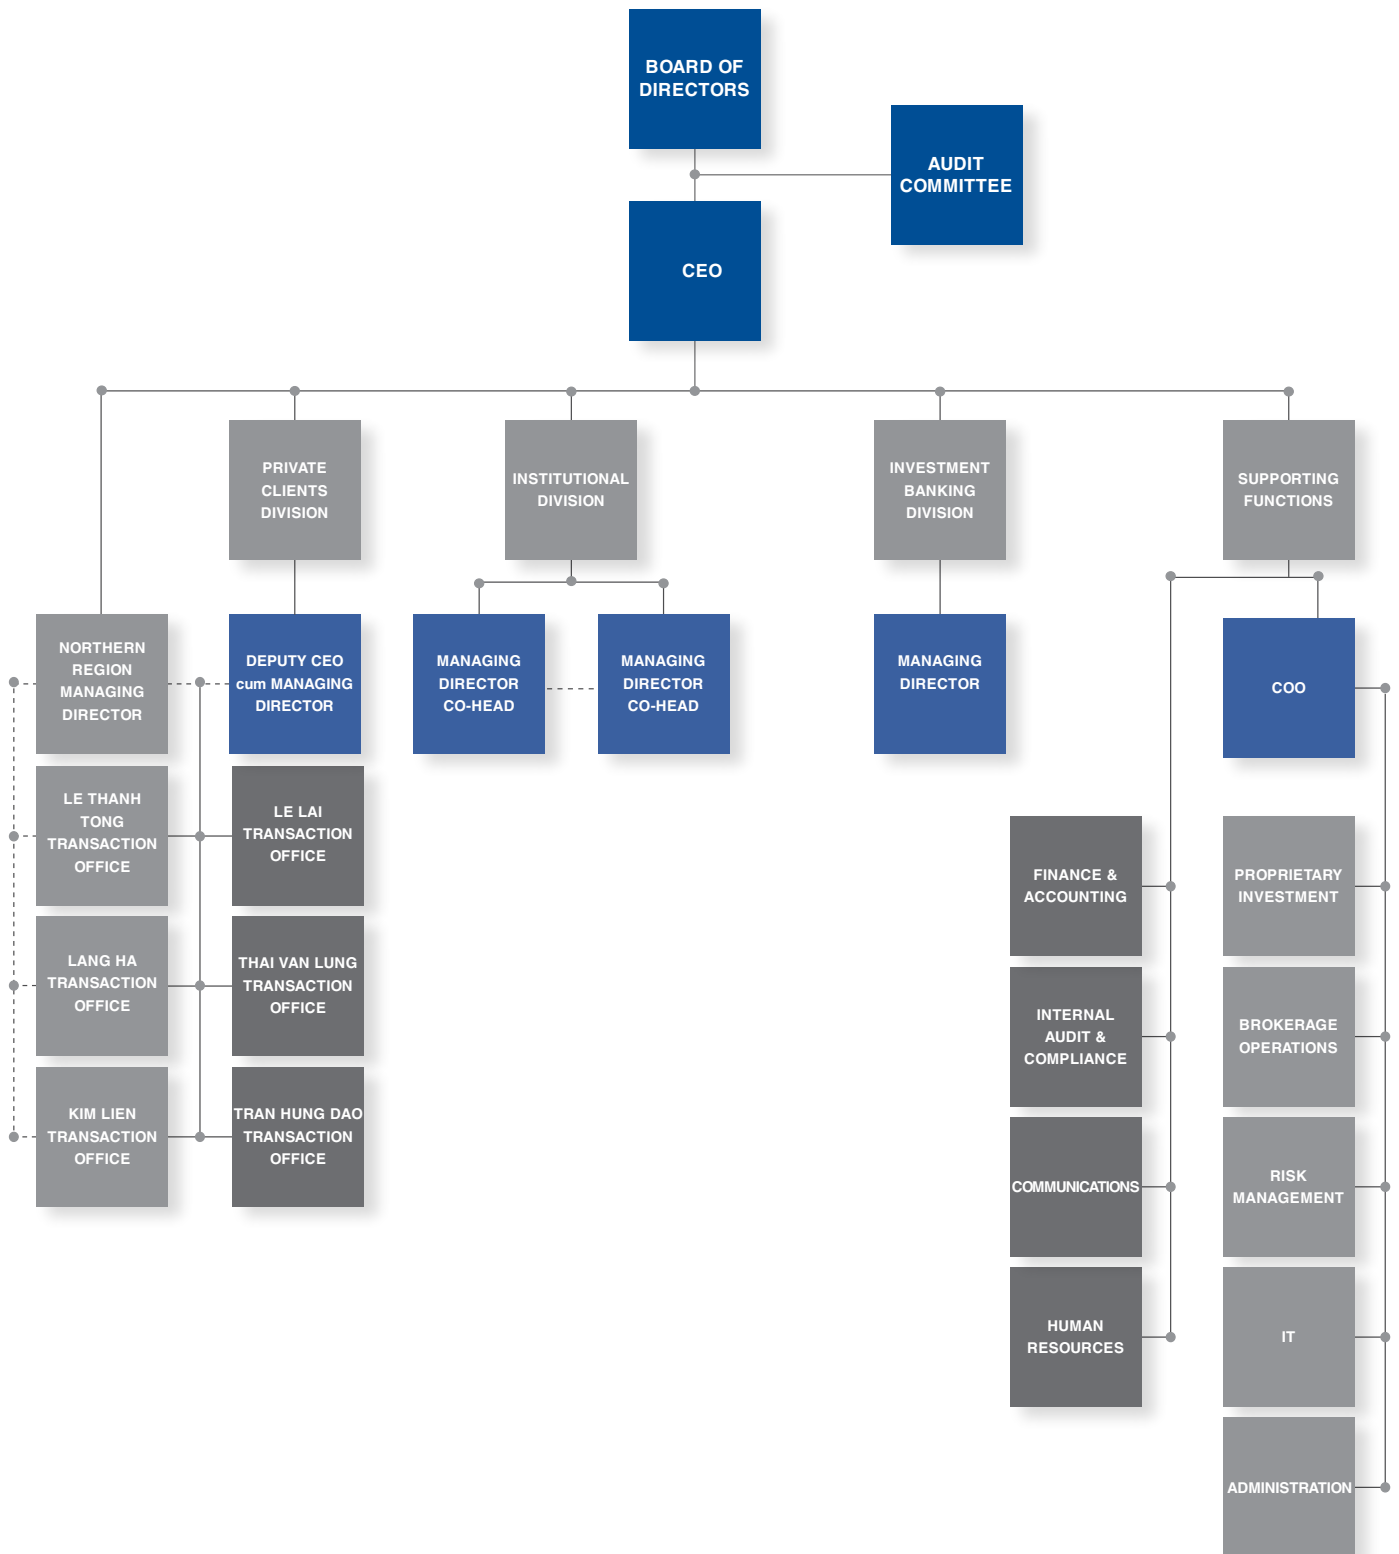 BOARD OF
DIRECTORS
AUDIT
COMMITTEE
CEO
PRIVATE
CLIENTS
DIVISION
INSTITUTIONAL
DIVISION
INVESTMENT
BANKING
DIVISION
SUPPORTING
FUNCTIONS
NORTHERN
REGION
MANAGING
DIRECTOR
DEPUTY CEO
cum MANAGING
DIRECTOR
MANAGING
DIRECTOR
CO-HEAD
MANAGING
DIRECTOR
CO-HEAD
MANAGING
DIRECTOR
COO
LE THANH
TONG
TRANSACTION
OFFICE
LE LAI
TRANSACTION
OFFICE
FINANCE &
ACCOUNTING
PROPRIETARY
INVESTMENT
LANG HA
TRANSACTION
OFFICE
THAI VAN LUNG
TRANSACTION
OFFICE
INTERNAL
AUDIT &
COMPLIANCE
BROKERAGE
OPERATIONS
KIM LIEN
TRANSACTION
OFFICE
TRAN HUNG DAO
TRANSACTION
OFFICE
COMMUNICATIONS
RISK
MANAGEMENT
HUMAN
RESOURCES
IT
ADMINISTRATION